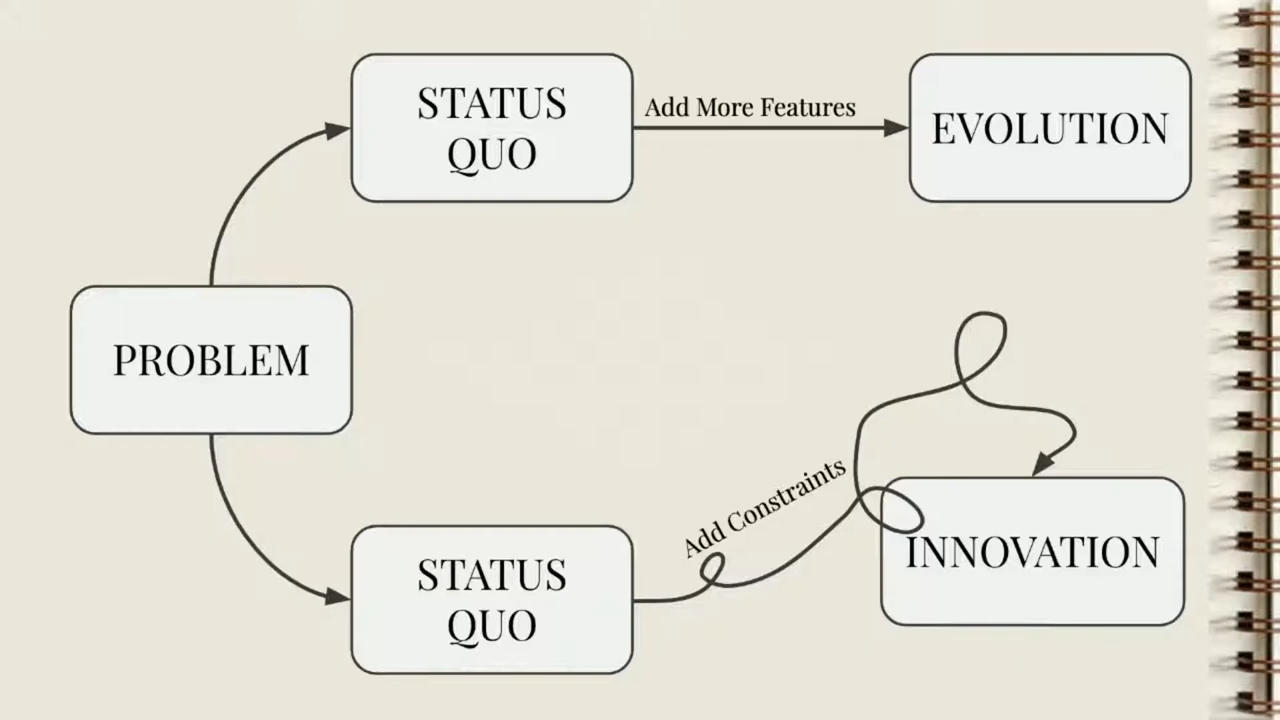 STATUS
QUO
Add More Features
EVOLUTION
PROBLEM
Add Constraints
STATUS
QUO
INNOVATION